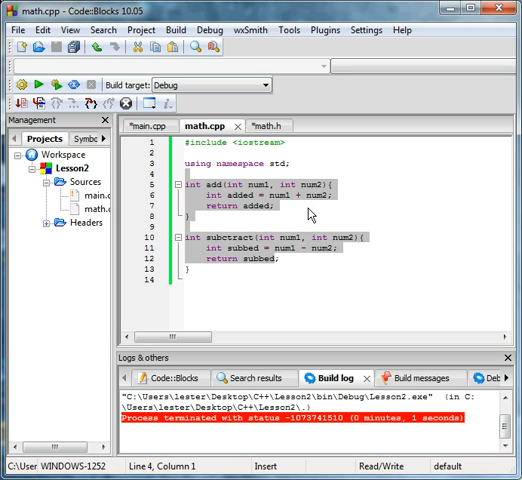 math.cpp - Code::Blocks 10.05
File Edit View Search Project Build Debug wxSmith Tools Plugins Settings Help
Build target: Debug
Management
Projects Symbc
Workspace
Lesson2
Sources
main.c
math.c
Headers
*main.cpp math.cpp *math.h
1 #include <iostream>
2
3 using namespace std;
4
5 int add(int num1, int num2){
6 int added = num1 + num2;
7 return added;
8 }
9
10 int subctract(int num1, int num2){
11 int subbed = num1 - num2;
12 return subbed;
13 }
14
Logs & others
Code::Blocks Search results Build log Build messages Deb
"C:\Users\lester\Desktop\C++\Lesson2\bin\Debug\Lesson2.exe" (in C:
\Users\lester\Desktop\C++\Lesson2\.)
Process terminated with status -1073741510 (0 minutes, 1 seconds)
C:\User WINDOWS-1252 Line 4, Column 1 Insert Read/Write default